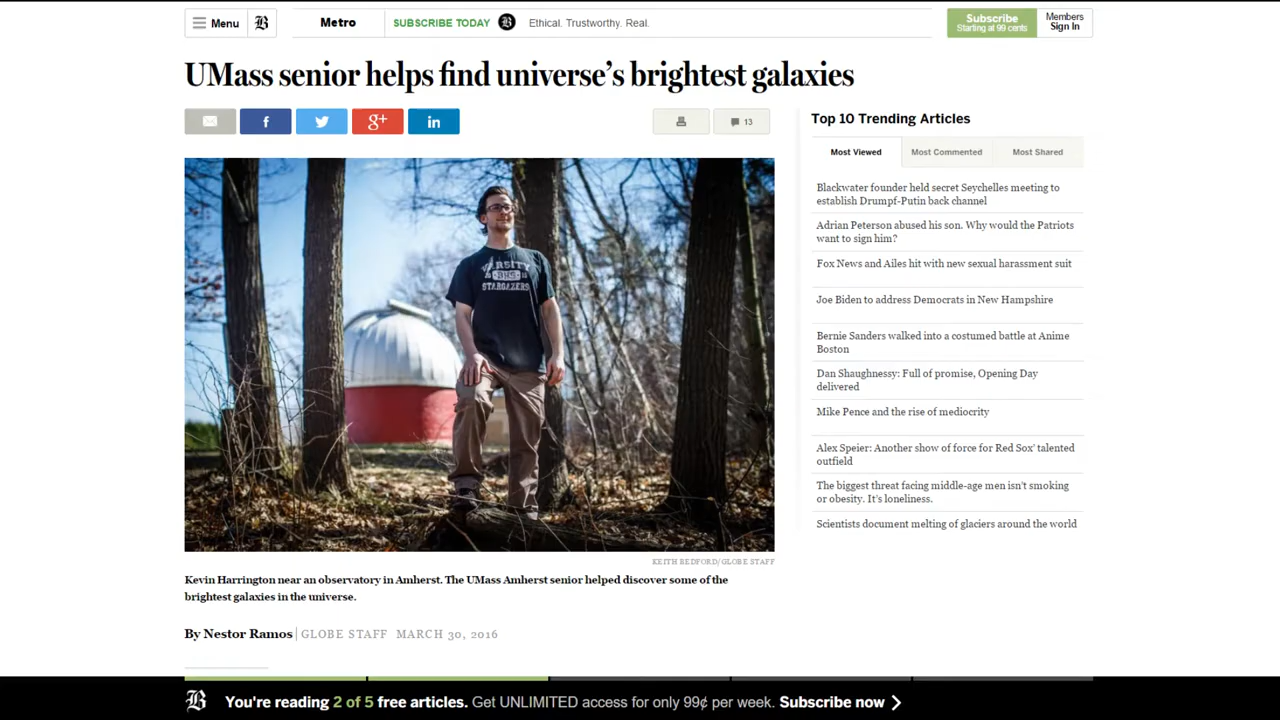 Menu B Metro SUBSCRIBE TODAY B Ethical. Trustworthy. Real. Subscribe Members
Starting at 99 cents Sign In
UMass senior helps find universe's brightest galaxies
f g+ in 13
Top 10 Trending Articles
Most Viewed Most Commented Most Shared
Blackwater founder held secret Seychelles meeting to
establish Drumpf-Putin back channel
Adrian Peterson abused his son. Why would the Patriots
want to sign him?
Fox News and Ailes hit with new sexual harassment suit
Joe Biden to address Democrats in New Hampshire
Bernie Sanders walked into a costumed battle at Anime
Boston
Dan Shaughnessy: Full of promise, Opening Day
delivered
Mike Pence and the rise of mediocrity
Alex Speier: Another show of force for Red Sox' talented
outfield
The biggest threat facing middle-age men isn't smoking
or obesity. It's loneliness.
Scientists document melting of glaciers around the world
VARSITY
BHS
STARGAZERS
KEITH BEDFORD/GLOBE STAFF
Kevin Harrington near an observatory in Amherst. The UMass Amherst senior helped discover some of the
brightest galaxies in the universe.
By Nestor Ramos | GLOBE STAFF MARCH 30, 2016
B You're reading 2 of 5 free articles. Get UNLIMITED access for only 99¢ per week. Subscribe now